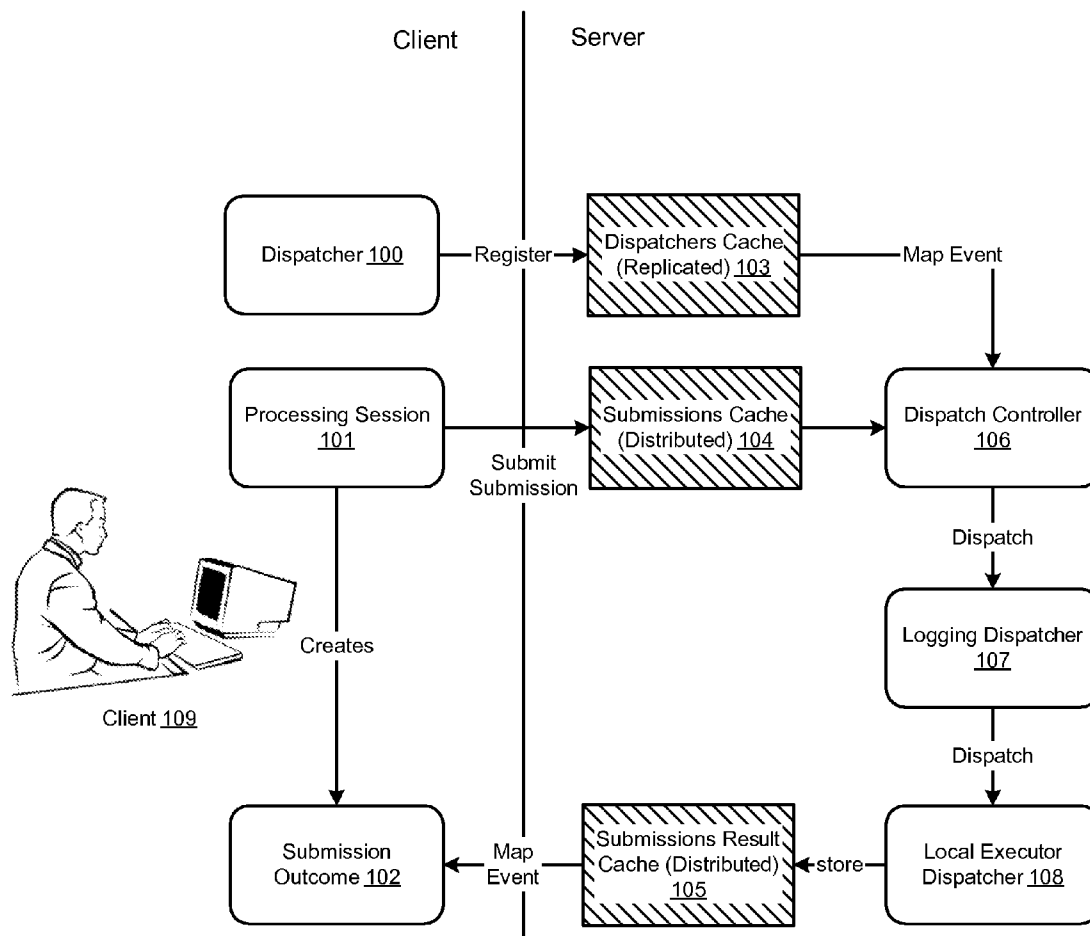 Client
Server
Dispatcher 100
Register
Dispatchers Cache
(Replicated) 103
Map Event
Processing Session
101
Submit
Submission
Submissions Cache
(Distributed) 104
Dispatch Controller
106
Dispatch
Logging Dispatcher
107
Creates
Client 109
Dispatch
Submission
Outcome 102
Map
Event
Submissions Result
Cache (Distributed)
105
store
Local Executor
Dispatcher 108